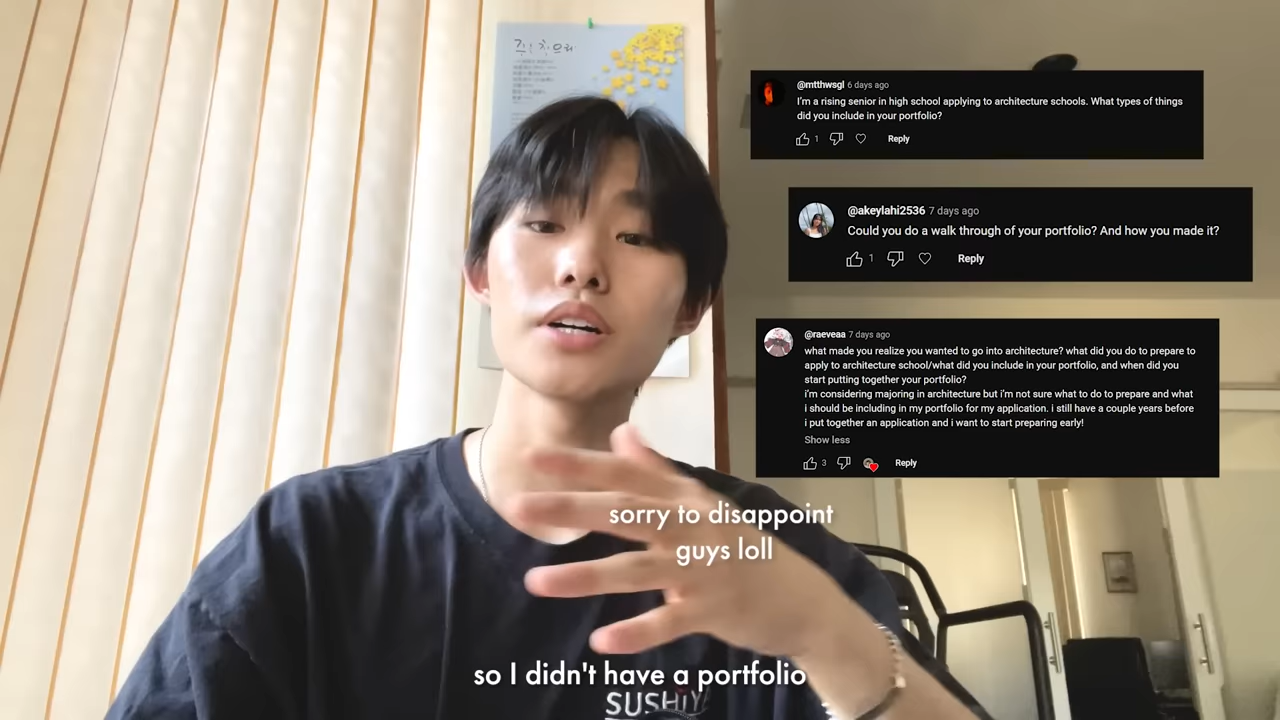 @mtthwsgl 6 days ago
I'm a rising senior in high school applying to architecture schools. What types of things
did you include in your portfolio?
1
Reply
@akeylahi2536 7 days ago
Could you do a walk through of your portfolio? And how you made it?
1
Reply
@raeveaa 7 days ago
what made you realize you wanted to go into architecture? what did you do to prepare to
apply to architecture school/what did you include in your portfolio, and when did you
start putting together your portfolio?
i'm considering majoring in architecture but i'm not sure what to do to prepare and what
i should be including in my portfolio for my application. i still have a couple years before
i put together an application and i want to start preparing early!
Show less
3
Reply
sorry to disappoint
guys loll
so I didn't have a portfolio